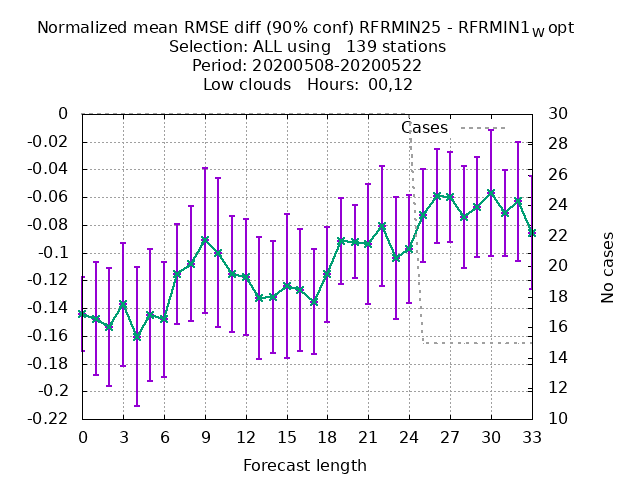 Normalized mean RMSE diff (90% conf) RFRMIN25 - RFRMIN1wopt
Selection: ALL using 139 stations
Period: 20200508-20200522
Low clouds Hours: 00,12
Cases
0
-0.02
-0.04
-0.06
-0.08
-0.1
-0.12
-0.14
-0.16
-0.18
-0.2
-0.22
30
28
26
24
22
20
18
16
14
12
10
No cases
0 3 6 9 12 15 18 21 24 27 30 33
Forecast length